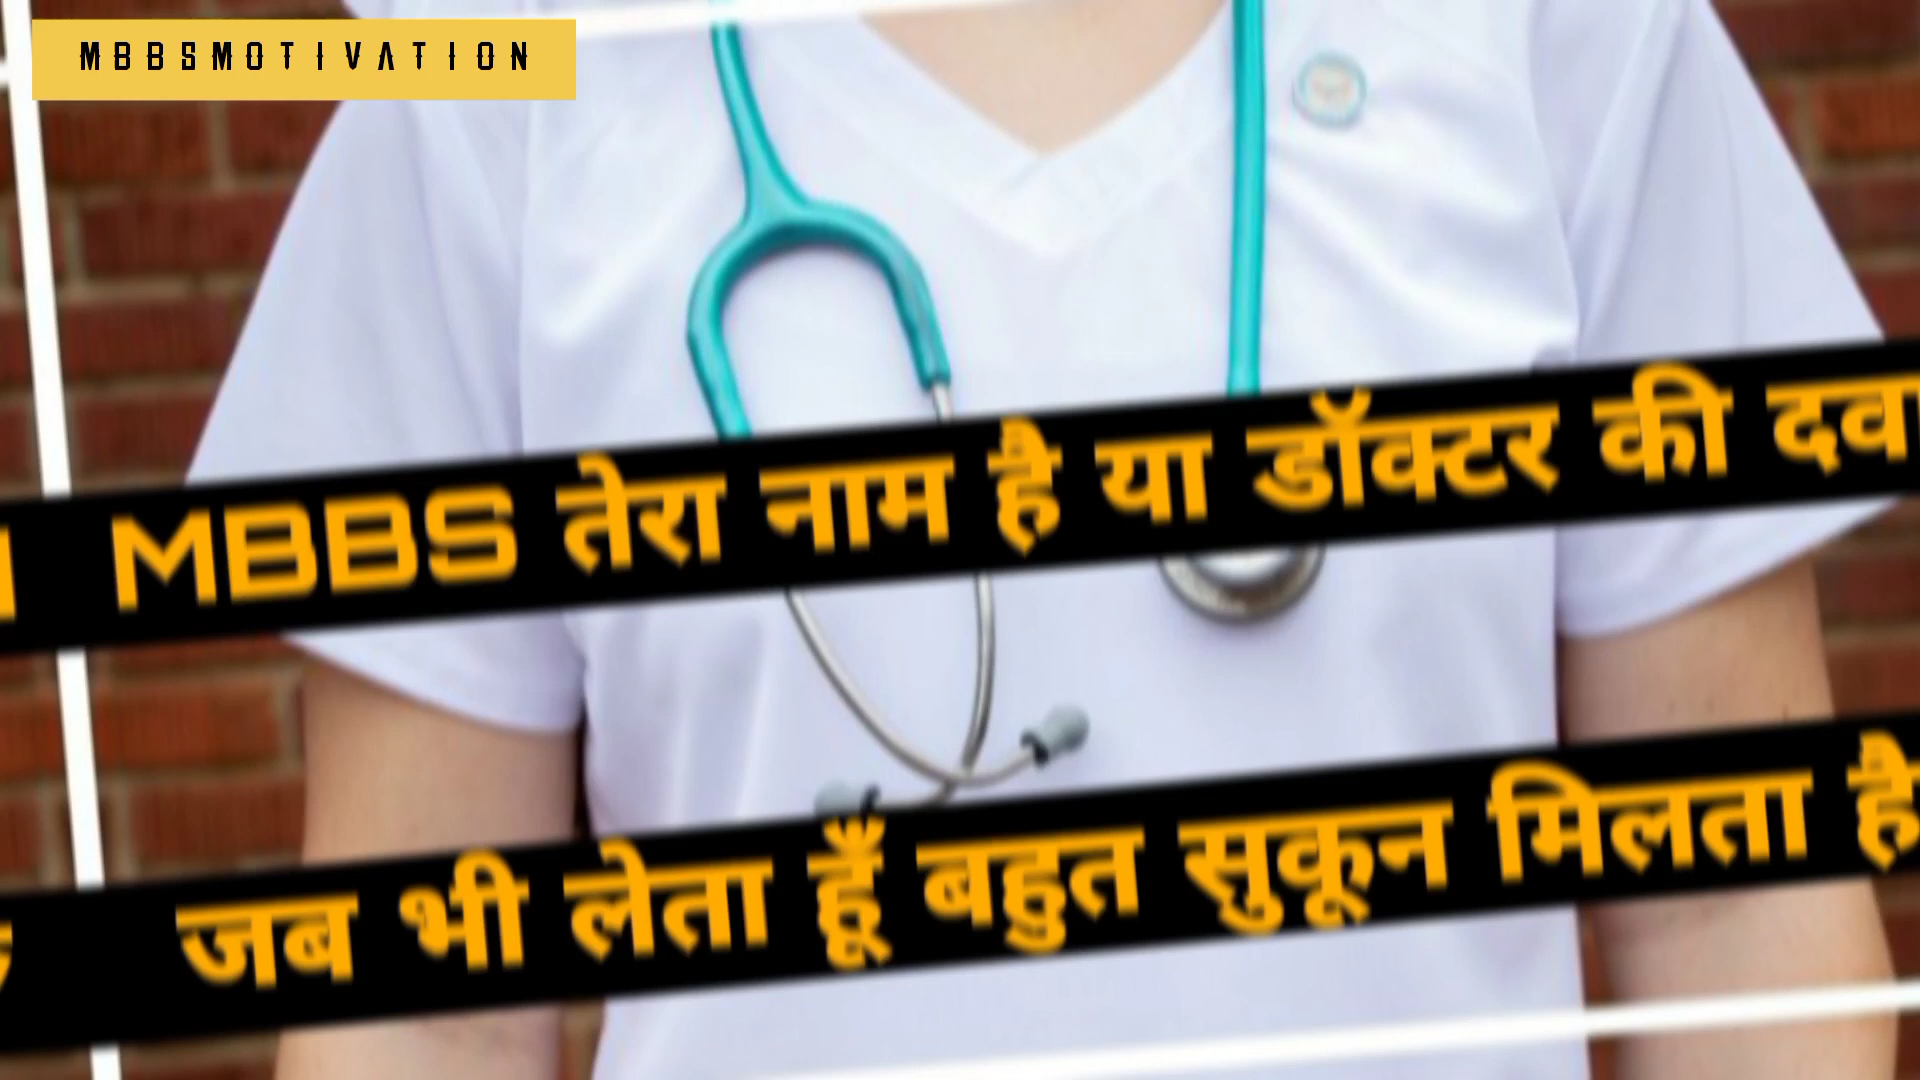 MBBSMOTIVATION
MBBS तेरा नाम है या डॉक्टर की
जब भी लेता हूँ बहुत सुकून मिलता है